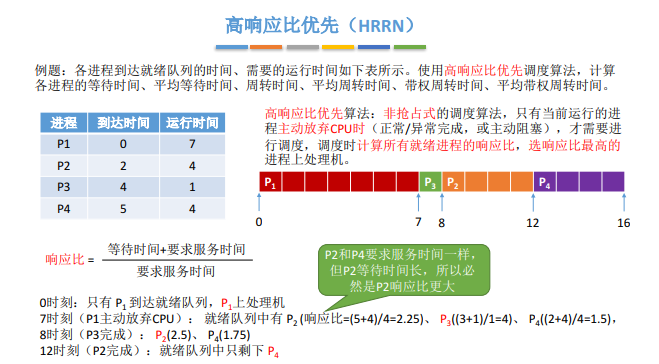 高响应比优先（HRRN）
例题：各进程到达就绪队列的时间、需要的运行时间如下表所示。使用高响应比优先调度算法，计算
各进程的等待时间、平均等待时间、周转时间、平均周转时间、带权周转时间、平均带权周转时间。
进程 到达时间 运行时间
P1 0 7
P2 2 4
P3 4 1
P4 5 4
高响应比优先算法：非抢占式的调度算法，只有当前运行的进
程主动放弃CPU时（正常/异常完成，或主动阻塞），才需要进
行调度，调度时计算所有就绪进程的响应比，选响应比最高的
进程上处理机。
P1 P3 P2 P4
0 7 8 12 16
响应比 =
等待时间+要求服务时间
要求服务时间
P2和P4要求服务时间一样，
但P2等待时间长，所以必
然是P2响应比更大
0时刻：只有 P1 到达就绪队列，P1上处理机
7时刻（P1主动放弃CPU）： 就绪队列中有 P2 (响应比=(5+4)/4=2.25)、 P3((3+1)/1=4)、 P4((2+4)/4=1.5)，
8时刻（P3完成）： P2(2.5)、 P4(1.75)
12时刻（P2完成）：就绪队列中只剩下 P4